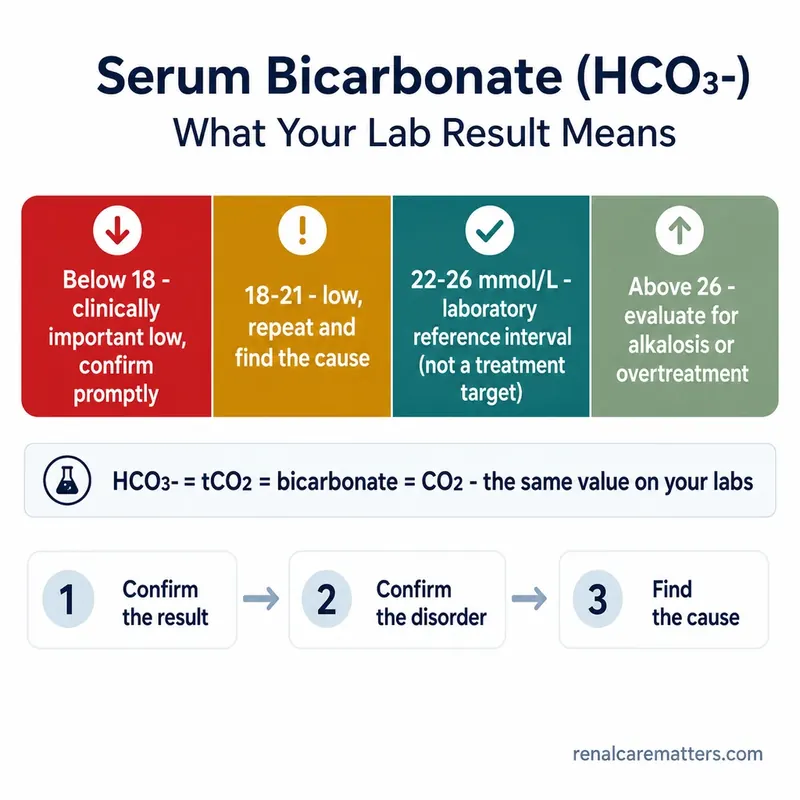 Serum Bicarbonate (HCO₃-)
What Your Lab Result Means
Below 18 -
clinically
important low,
confirm
promptly
18-21 - low,
repeat and
find the cause
22-26 mmol/L -
laboratory
reference interval
(not a treatment
target)
Above 26 -
evaluate for
alkalosis or
overtreatment
HCO₃- = tCO₂ = bicarbonate = CO₂ - the same value on your labs
1
Confirm
the result
2
Confirm
the disorder
3
Find
the cause
renalcarematters.com